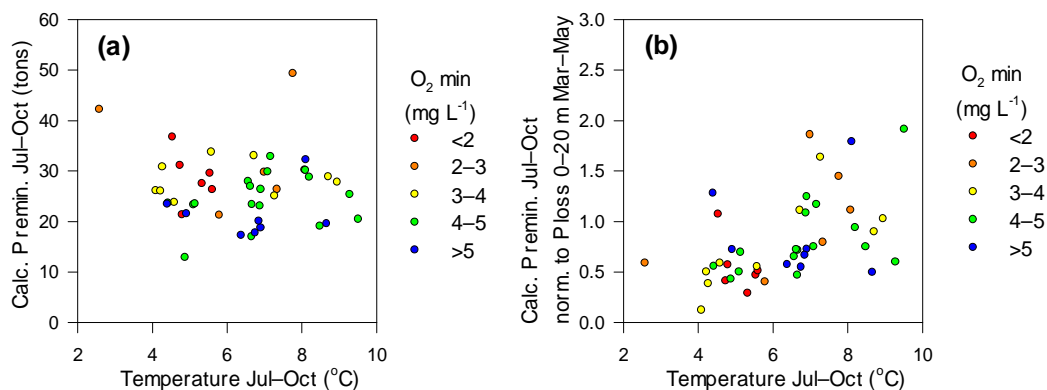 (a)
Calc. Premin. Jul–Oct (tons)
60
50
40
30
20
10
0
2 4 6 8 10
Temperature Jul–Oct (°C)
O2 min
(mg L-1)
<2
2–3
3–4
4–5
>5
(b)
Calc. Premin. Jul–Oct
norm. to Ploss 0–20 m Mar–May
3.0
2.5
2.0
1.5
1.0
0.5
0.0
2 4 6 8 10
Temperature Jul–Oct (°C)
O2 min
(mg L-1)
<2
2–3
3–4
4–5
>5